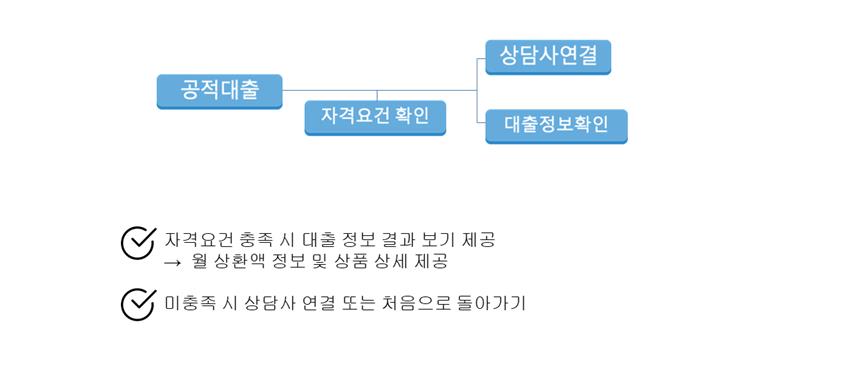 공적대출
자격요건 확인
상담사연결
대출정보확인
자격요건 충족 시 대출 정보 결과 보기 제공
→ 월 상환액 정보 및 상품 상세 제공
미충족 시 상담사 연결 또는 처음으로 돌아가기